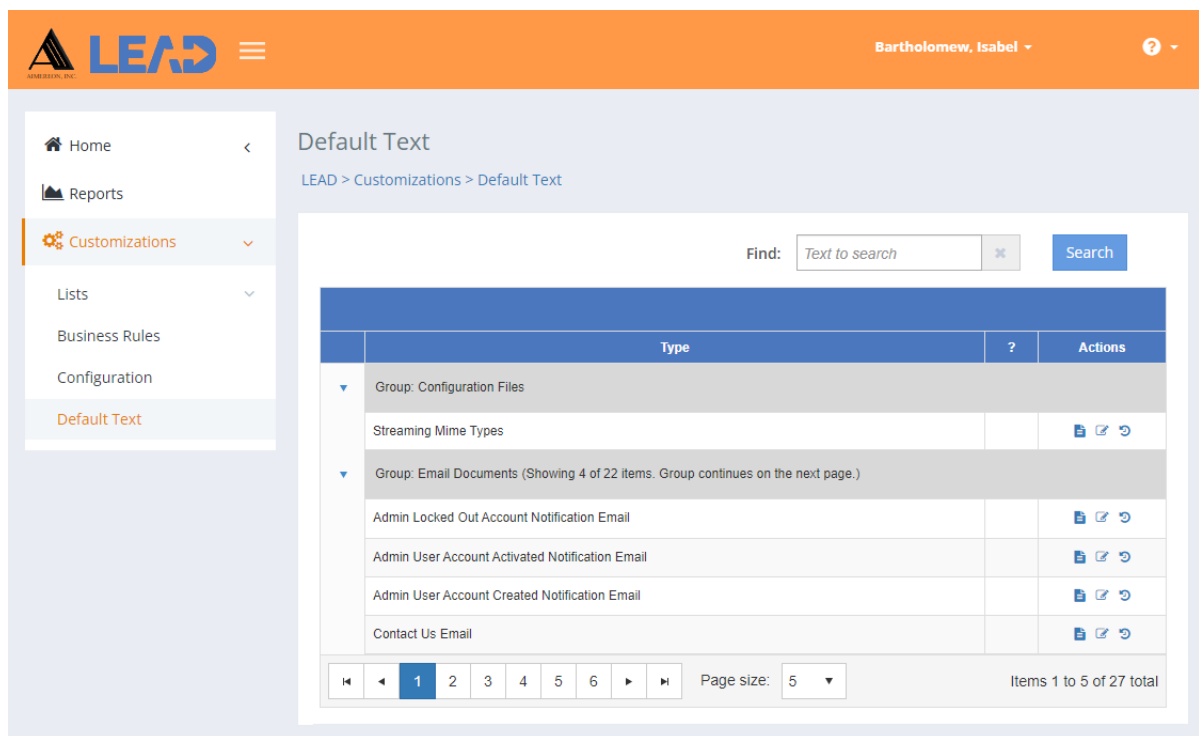 LEAD
AIMEREON, INC.
Bartholomew, Isabel
?
Home
Reports
Customizations
Lists
Business Rules
Configuration
Default Text
Default Text
LEAD > Customizations > Default Text
Find: Text to search Search
Type ? Actions
Group: Configuration Files
Streaming Mime Types
Group: Email Documents (Showing 4 of 22 items. Group continues on the next page.)
Admin Locked Out Account Notification Email
Admin User Account Activated Notification Email
Admin User Account Created Notification Email
Contact Us Email
1 2 3 4 5 6 Page size: 5 Items 1 to 5 of 27 total